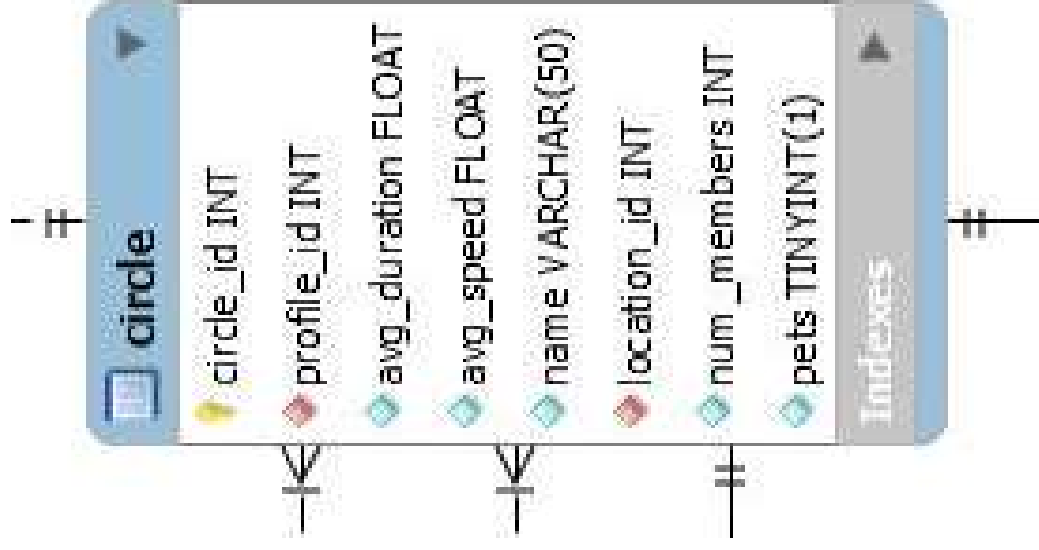 circle
circle_id INT
profile_id INT
avg_duration FLOAT
avg_speed FLOAT
name VARCHAR(50)
location_id INT
num_members INT
pets TINYINT(1)
Indexes